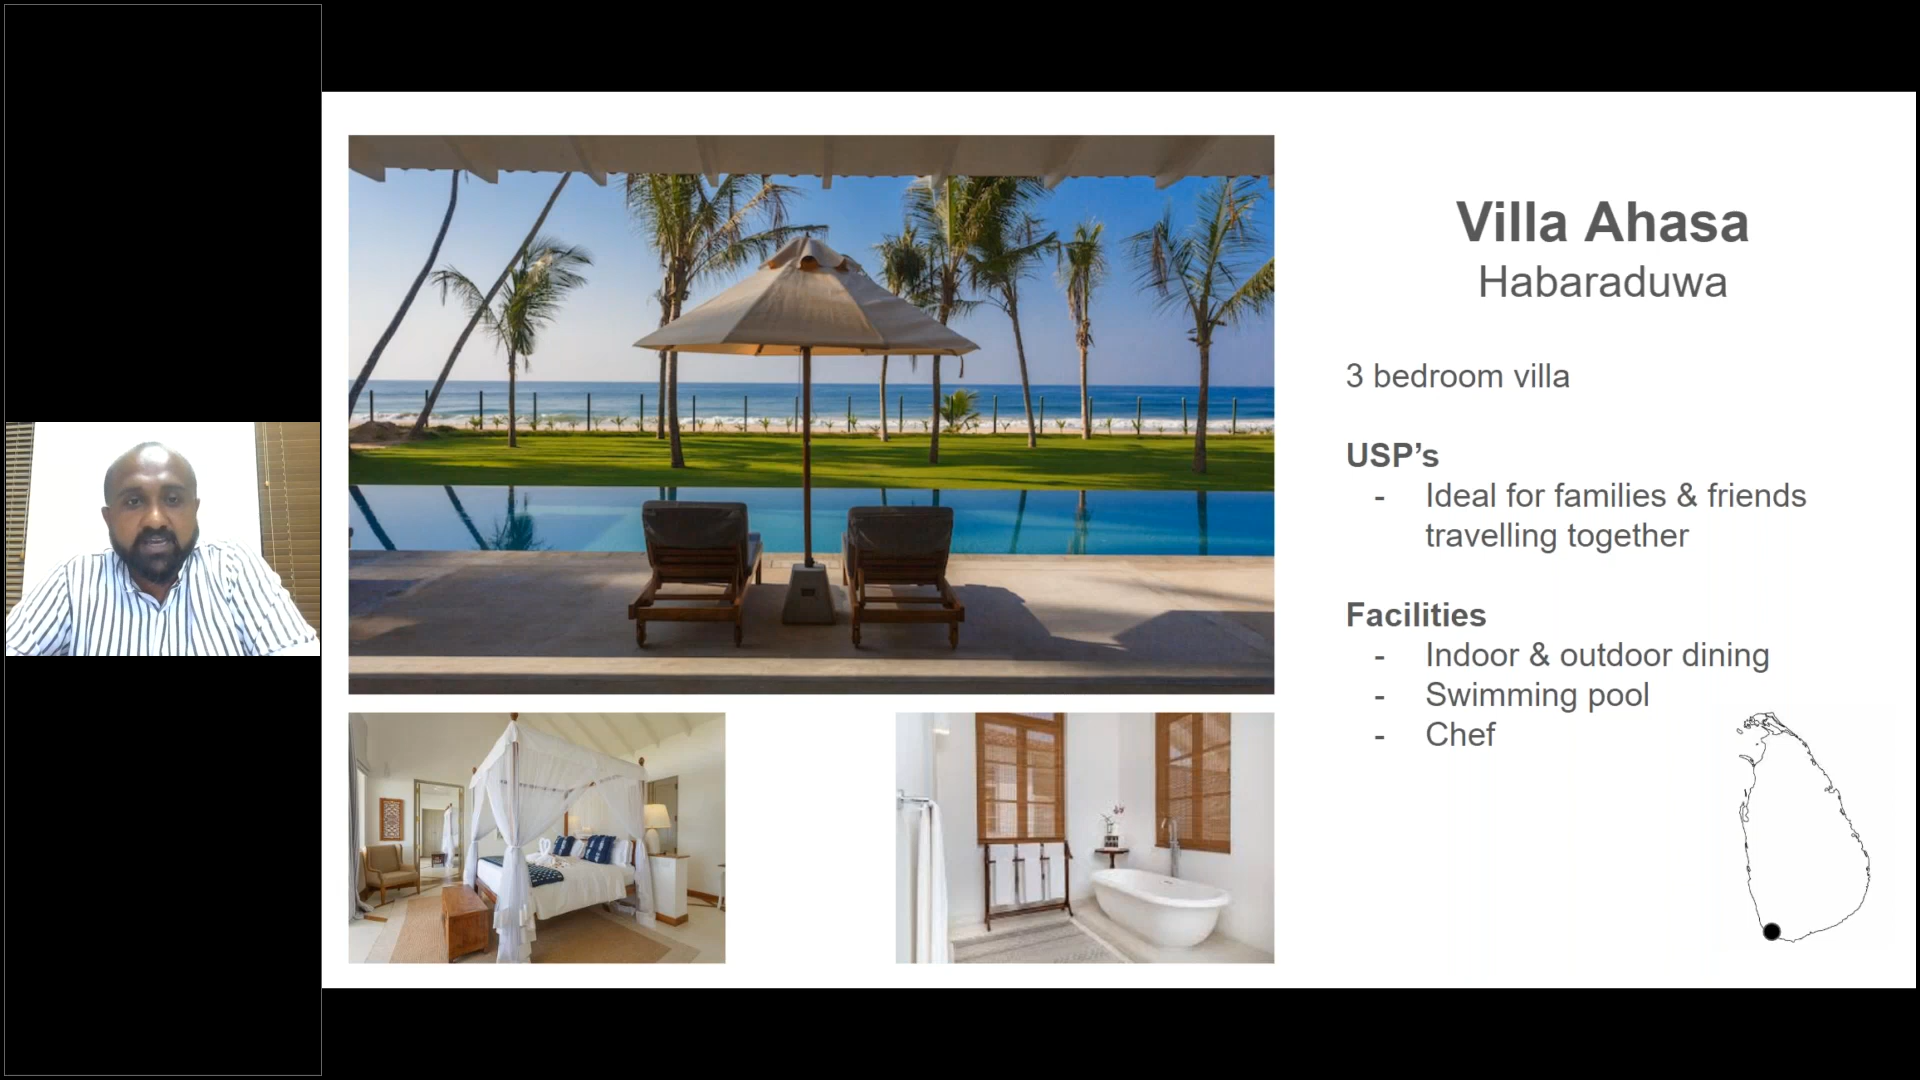 Villa Ahasa
Habaraduwa
3 bedroom villa
USP’s
- Ideal for families & friends
travelling together
Facilities
- Indoor & outdoor dining
- Swimming pool
- Chef